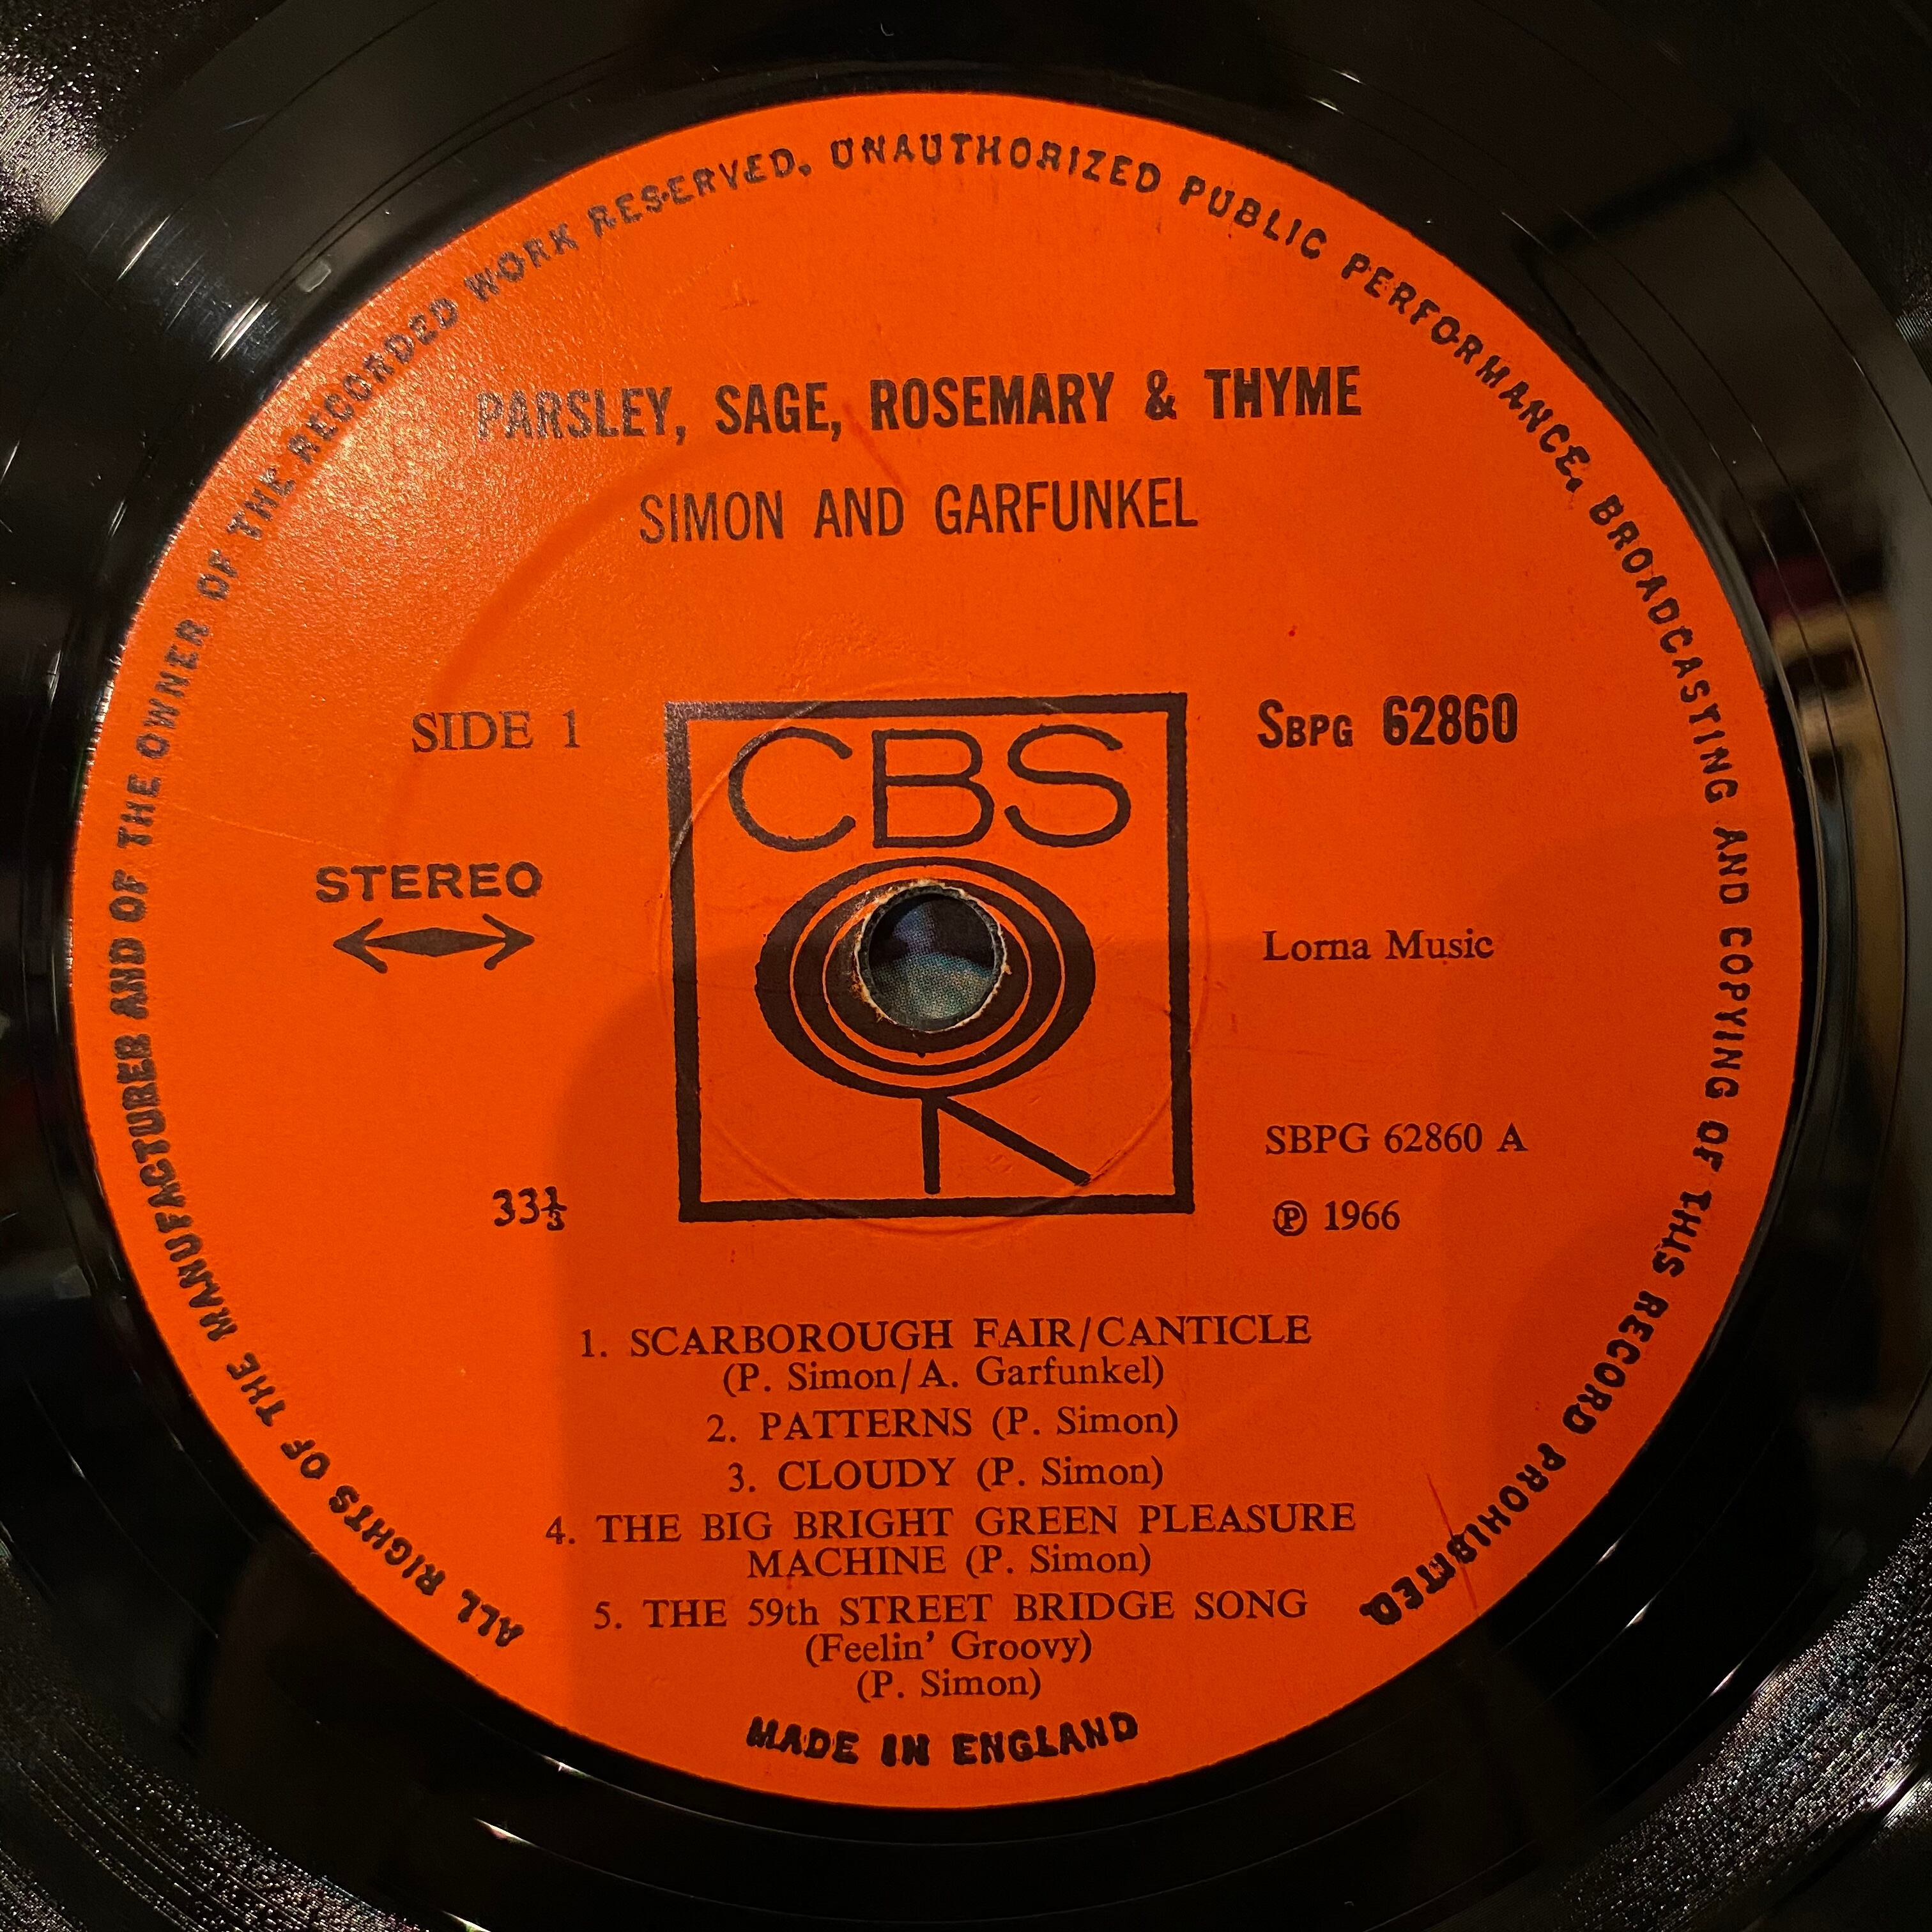 ALL RIGHTS OF THE MANUFACTURER AND OF THE OWNER OF THE RECORDED WORK RESERVED. UNAUTHORIZED PUBLIC PERFORMANCE, BROADCASTING AND COPYING OF THIS RECORD PROHIBITED.
PARSLEY, SAGE, ROSEMARY & THYME
SIMON AND GARFUNKEL
SIDE 1
CBS
SBPG 62860
STEREO
Lorna Music
SBPG 62860 A
33⅓
Ⓟ 1966
1. SCARBOROUGH FAIR/CANTICLE
(P. Simon/A. Garfunkel)
2. PATTERNS (P. Simon)
3. CLOUDY (P. Simon)
4. THE BIG BRIGHT GREEN PLEASURE
MACHINE (P. Simon)
5. THE 59th STREET BRIDGE SONG
(Feelin' Groovy)
(P. Simon)
MADE IN ENGLAND